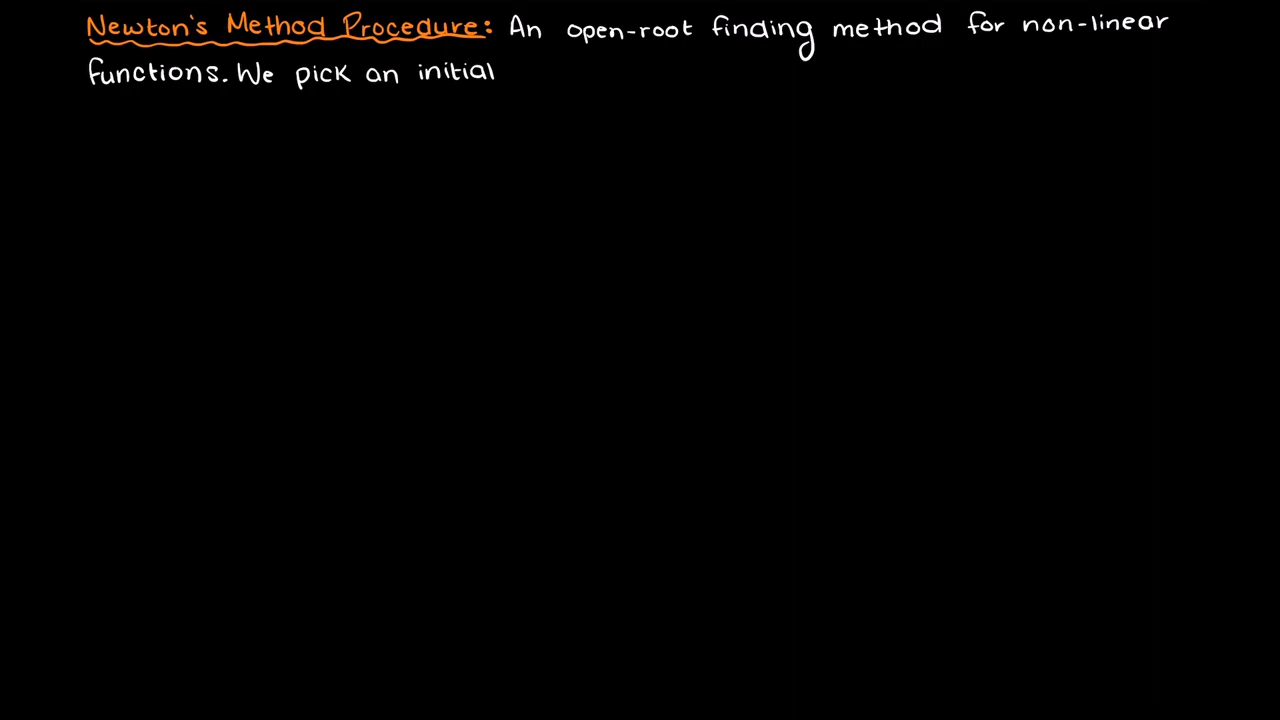 Newton's Method Procedure: An open-root finding method for non-linear
functions. We pick an initial